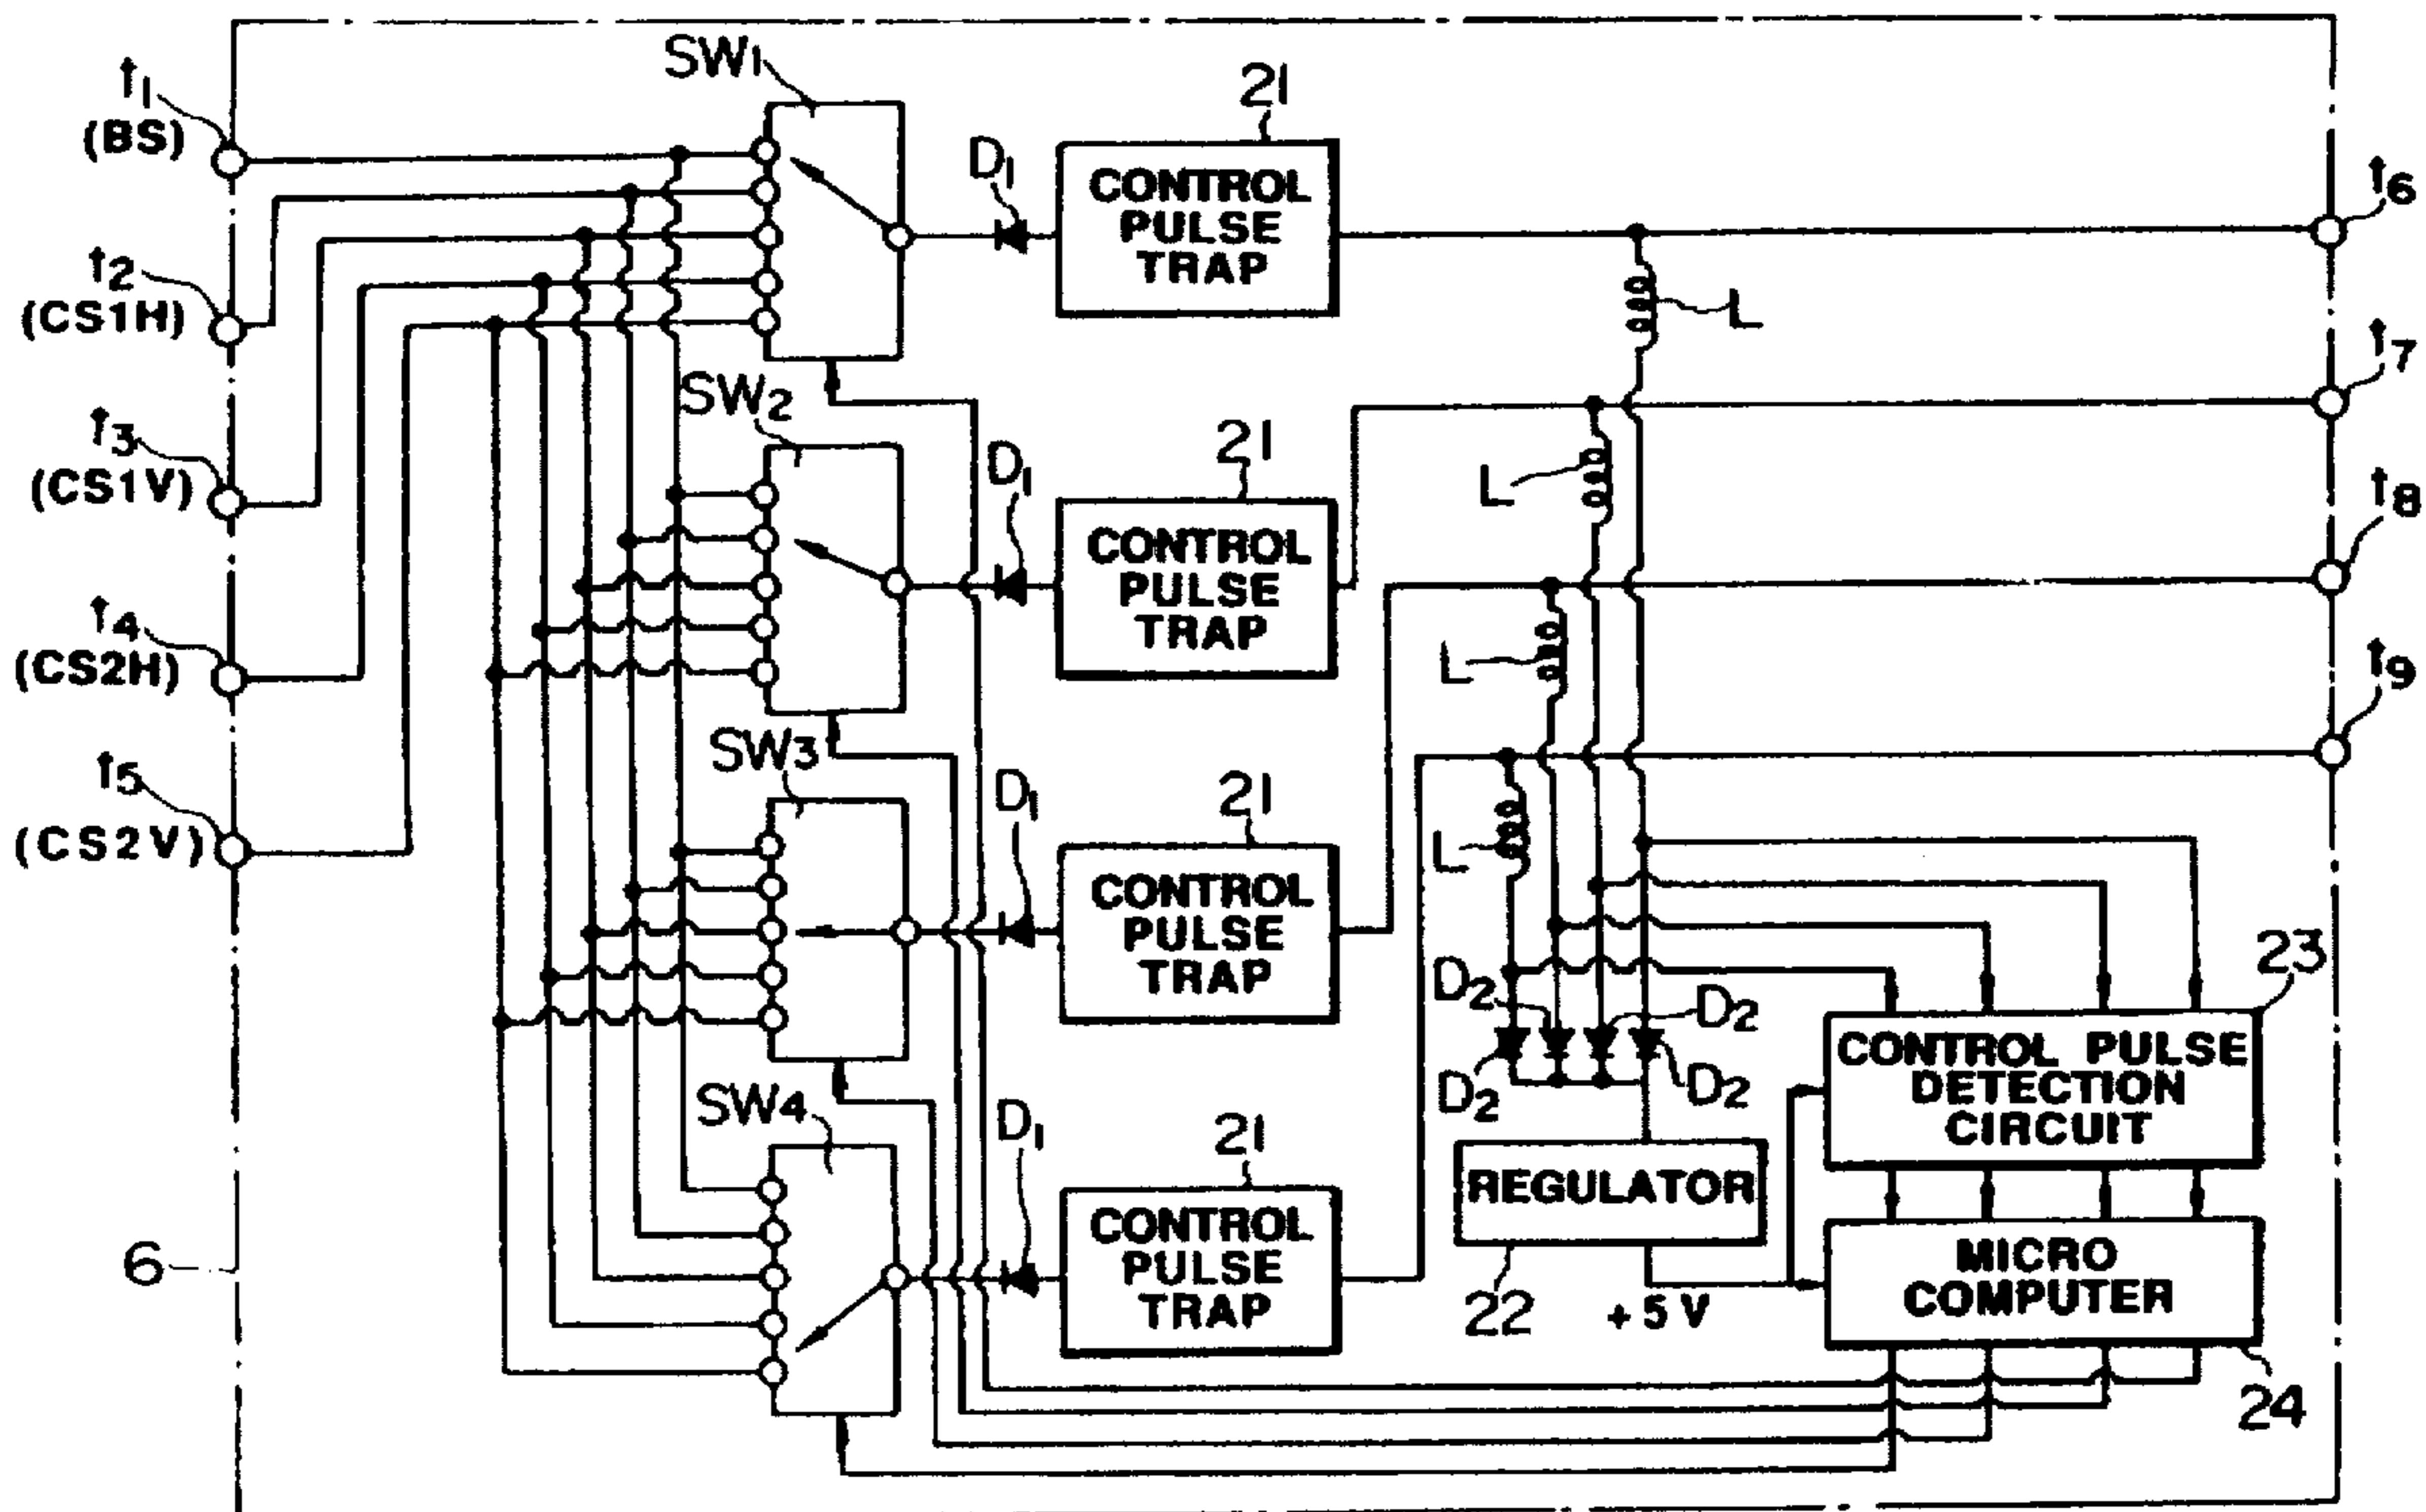 SW1
t1
(BS)
21
D1
CONTROL
PULSE
TRAP
t6
t2
(CS1H)
L
t7
SW2
t3
(CS1V)
21
D1
CONTROL
PULSE
TRAP
L
t8
t4
(CS2H)
L
t9
SW3
t5
(CS2V)
21
D1
CONTROL
PULSE
TRAP
L
23
D2
D2
D2
D2
CONTROL PULSE
DETECTION
CIRCUIT
SW4
21
D1
CONTROL
PULSE
TRAP
REGULATOR
22
+5V
MICRO
COMPUTER
24
6